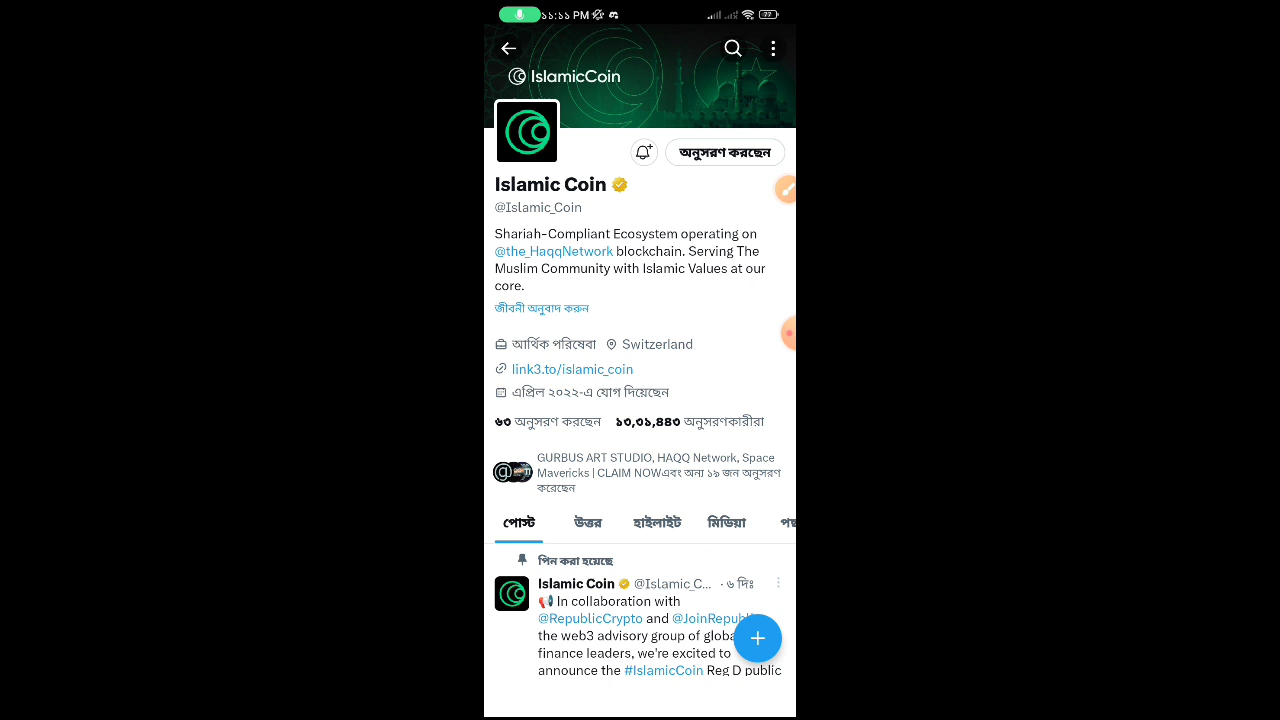 ১১:১১ PM
77
IslamicCoin
অনুসরণ করছেন
Islamic Coin
@Islamic_Coin
Shariah-Compliant Ecosystem operating on
@the_HaqqNetwork blockchain. Serving The
Muslim Community with Islamic Values at our
core.
জীবনী অনুবাদ করুন
আর্থিক পরিষেবা Switzerland
link3.to/islamic_coin
এপ্রিল ২০২২-এ যোগ দিয়েছেন
৬৩ অনুসরণ করছেন ১৩,৩১,৪৪৩ অনুসরণকারীরা
GURBUS ART STUDIO, HAQQ Network, Space
Mavericks | CLAIM NOWএবং অন্য ১৯ জন অনুসরণ
করেছেন
পোস্ট উত্তর হাইলাইট মিডিয়া
পিন করা হয়েছে
Islamic Coin @Islamic_C... · ৬ দিঃ
📢 In collaboration with
@RepublicCrypto and @JoinRepubl
the web3 advisory group of globa
finance leaders, we're excited to
announce the #IslamicCoin Reg D public